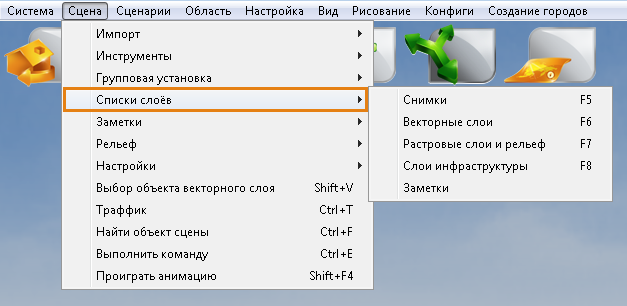 Система Сцена Сценарии Область Настройка Вид Рисование Конфиги Создание городов
Импорт
Инструменты
Групповая установка
Списки слоёв
Заметки
Рельеф
Настройки
Выбор объекта векторного слоя Shift+V
Траффик Ctrl+T
Найти объект сцены Ctrl+F
Выполнить команду Ctrl+E
Проиграть анимацию Shift+F4
Снимки F5
Векторные слои F6
Растровые слои и рельеф F7
Слои инфраструктуры F8
Заметки